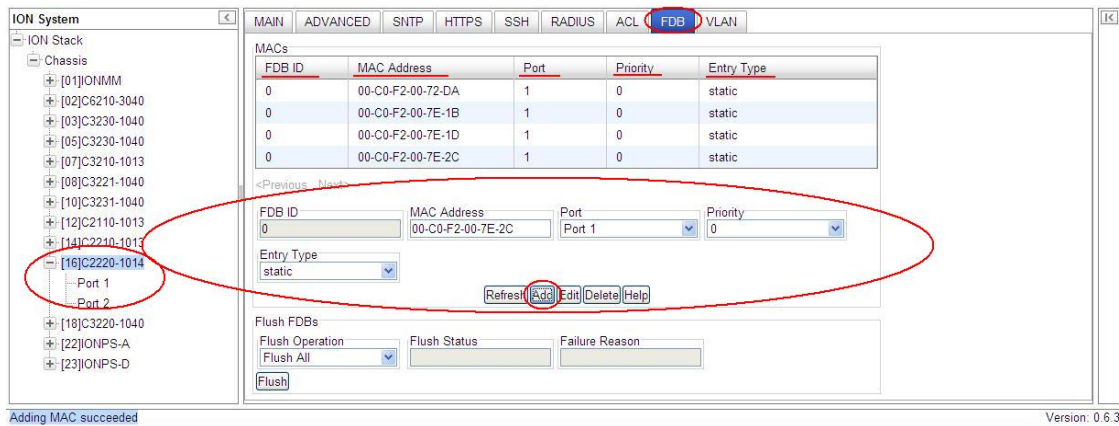 ION System
ION Stack
Chassis
[01]IONMM
[02]C6210-3040
[03]C3230-1040
[05]C3230-1040
[07]C3210-1013
[08]C3221-1040
[10]C3231-1040
[12]C2110-1013
[14]C2210-1013
[16]C2220-1014
Port 1
Port 2
[18]C3220-1040
[22]IONPS-A
[23]IONPS-D
MAIN ADVANCED SNTP HTTPS SSH RADIUS ACL FDB VLAN
MACs
FDB ID MAC Address Port Priority Entry Type
0 00-C0-F2-00-72-DA 1 0 static
0 00-C0-F2-00-7E-1B 1 0 static
0 00-C0-F2-00-7E-1D 1 0 static
0 00-C0-F2-00-7E-2C 1 0 static
<Previous Next>
FDB ID MAC Address Port Priority
0 00-C0-F2-00-7E-2C Port 1 0
Entry Type
static
Refresh Add Edit Delete Help
Flush FDBs
Flush Operation Flush Status Failure Reason
Flush All
Flush
Adding MAC succeeded
Version: 0.6.3